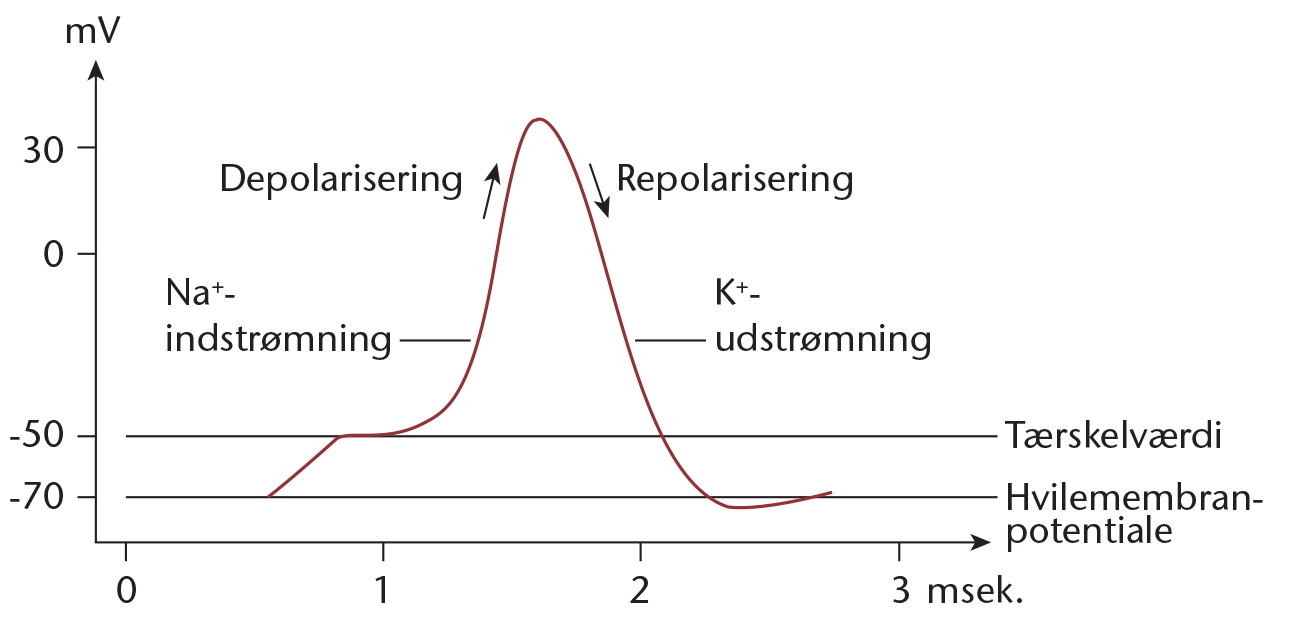 mV
30
0
-50
-70
Depolarisering
Repolarisering
Na⁺-
indstrømning
K⁺-
udstrømning
Tærskelværdi
Hvilemembran-
potentiale
0 1 2 3 msek.